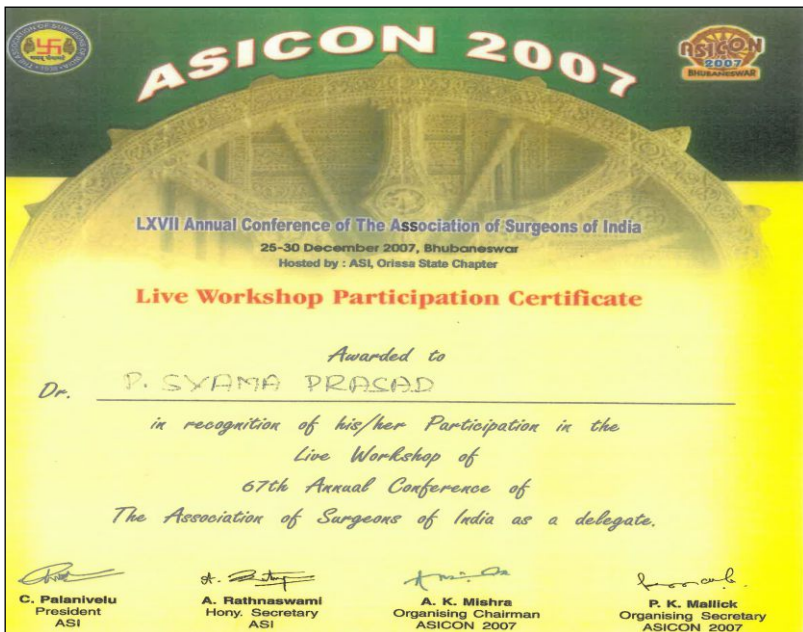 ASICON 2007
ASICON
2007
BHUBANESWAR
LXVII Annual Conference of The Association of Surgeons of India
25-30 December 2007, Bhubaneswar
Hosted by : ASI, Orissa State Chapter
Live Workshop Participation Certificate
Awarded to
Dr. P. SYAMA PRASAD
in recognition of his/her Participation in the
Live Workshop of
67th Annual Conference of
The Association of Surgeons of India as a delegate.
C. Palanivelu
President
ASI
A. Rathnaswami
Hony. Secretary
ASI
A. K. Mishra
Organising Chairman
ASICON 2007
P. K. Mallick
Organising Secretary
ASICON 2007